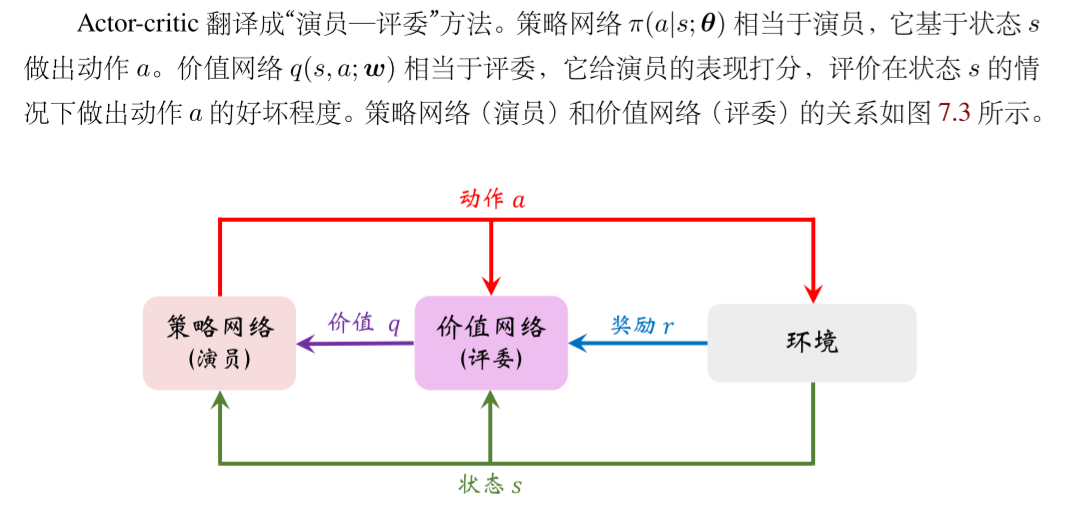 Actor-critic 翻译成“演员—评委”方法。策略网络 π(a|s; θ) 相当于演员，它基于状态 s
做出动作 a。价值网络 q(s, a; w) 相当于评委，它给演员的表现打分，评价在状态 s 的情
况下做出动作 a 的好坏程度。策略网络（演员）和价值网络（评委）的关系如图 7.3 所示。
动作 a
策略网络
(演员)
价值 q
价值网络
(评委)
奖励 r
环境
状态 s